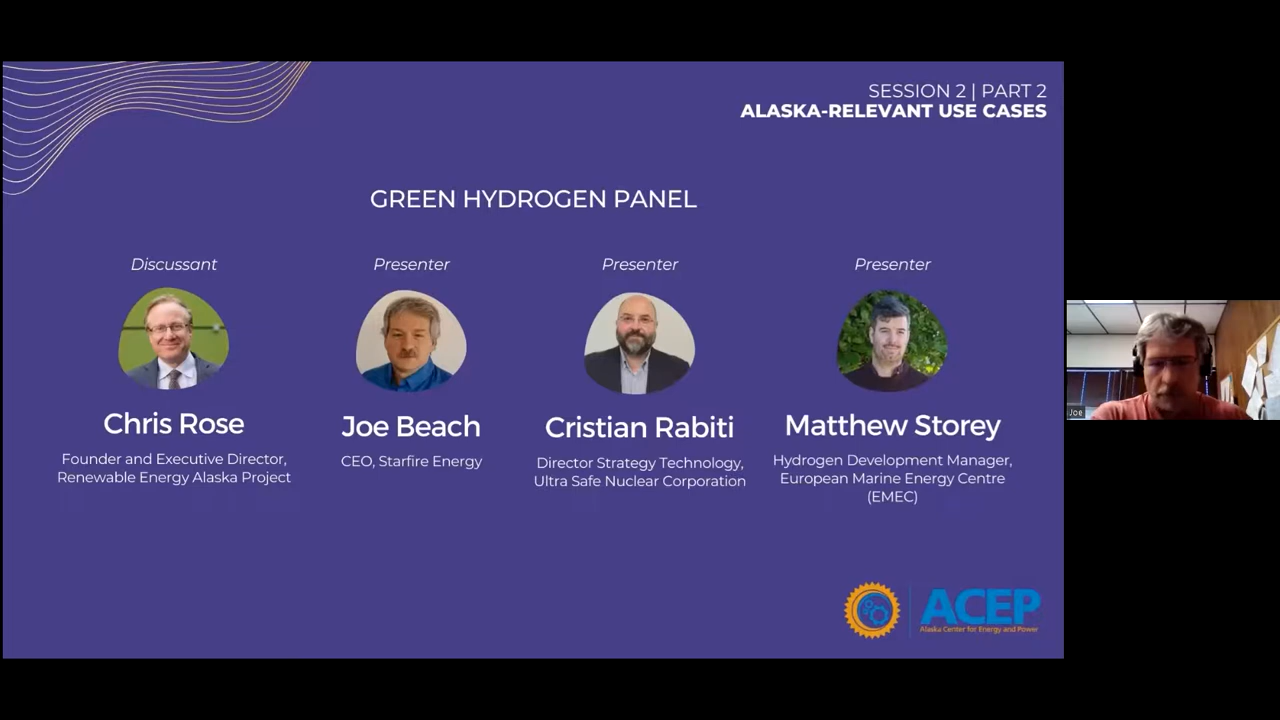 SESSION 2 | PART 2
ALASKA-RELEVANT USE CASES
GREEN HYDROGEN PANEL
Discussant
Presenter
Presenter
Presenter
Chris Rose
Joe Beach
Cristian Rabiti
Matthew Storey
Founder and Executive Director,
Renewable Energy Alaska Project
CEO, Starfire Energy
Director Strategy Technology,
Ultra Safe Nuclear Corporation
Hydrogen Development Manager,
European Marine Energy Centre
(EMEC)
Joe
ACEP
Alaska Center for Energy and Power